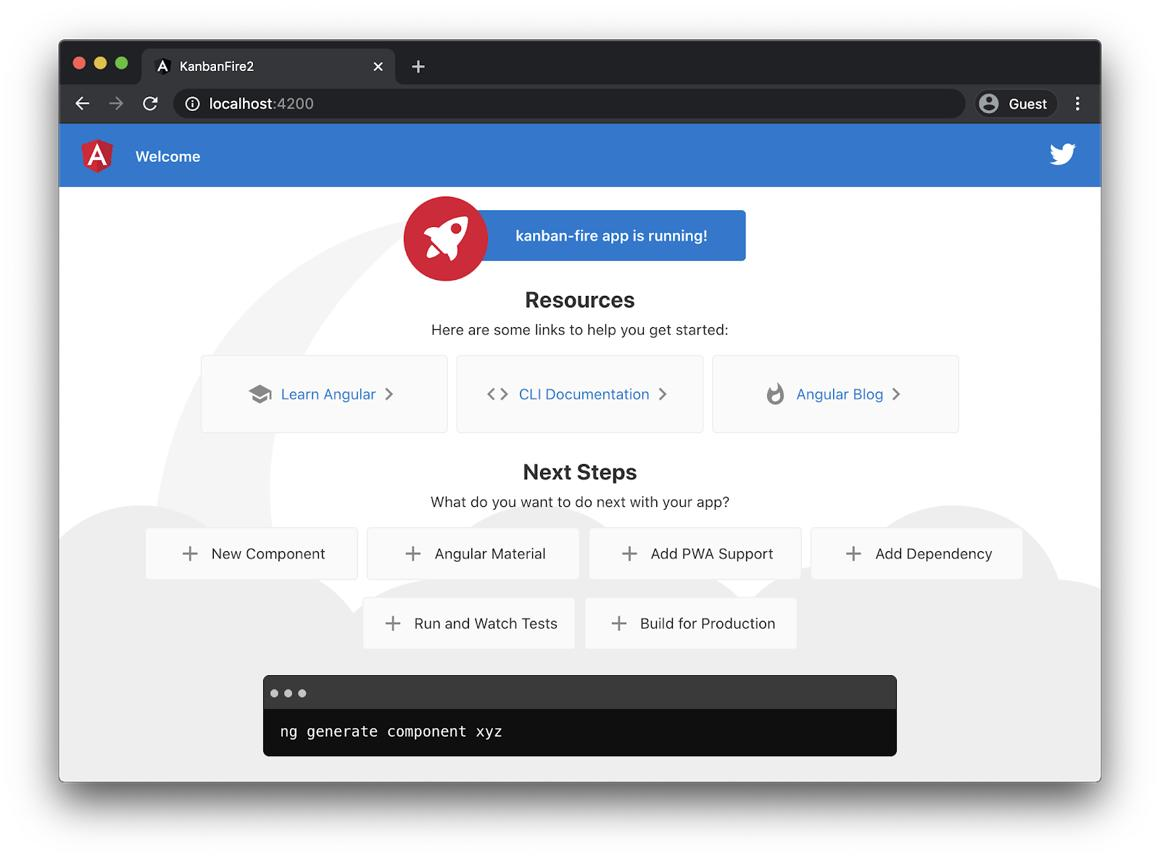 KanbanFire2
localhost:4200
Guest
Welcome
kanban-fire app is running!
Resources
Here are some links to help you get started:
Learn Angular
CLI Documentation
Angular Blog
Next Steps
What do you want to do next with your app?
New Component
Angular Material
Add PWA Support
Add Dependency
Run and Watch Tests
Build for Production
ng generate component xyz